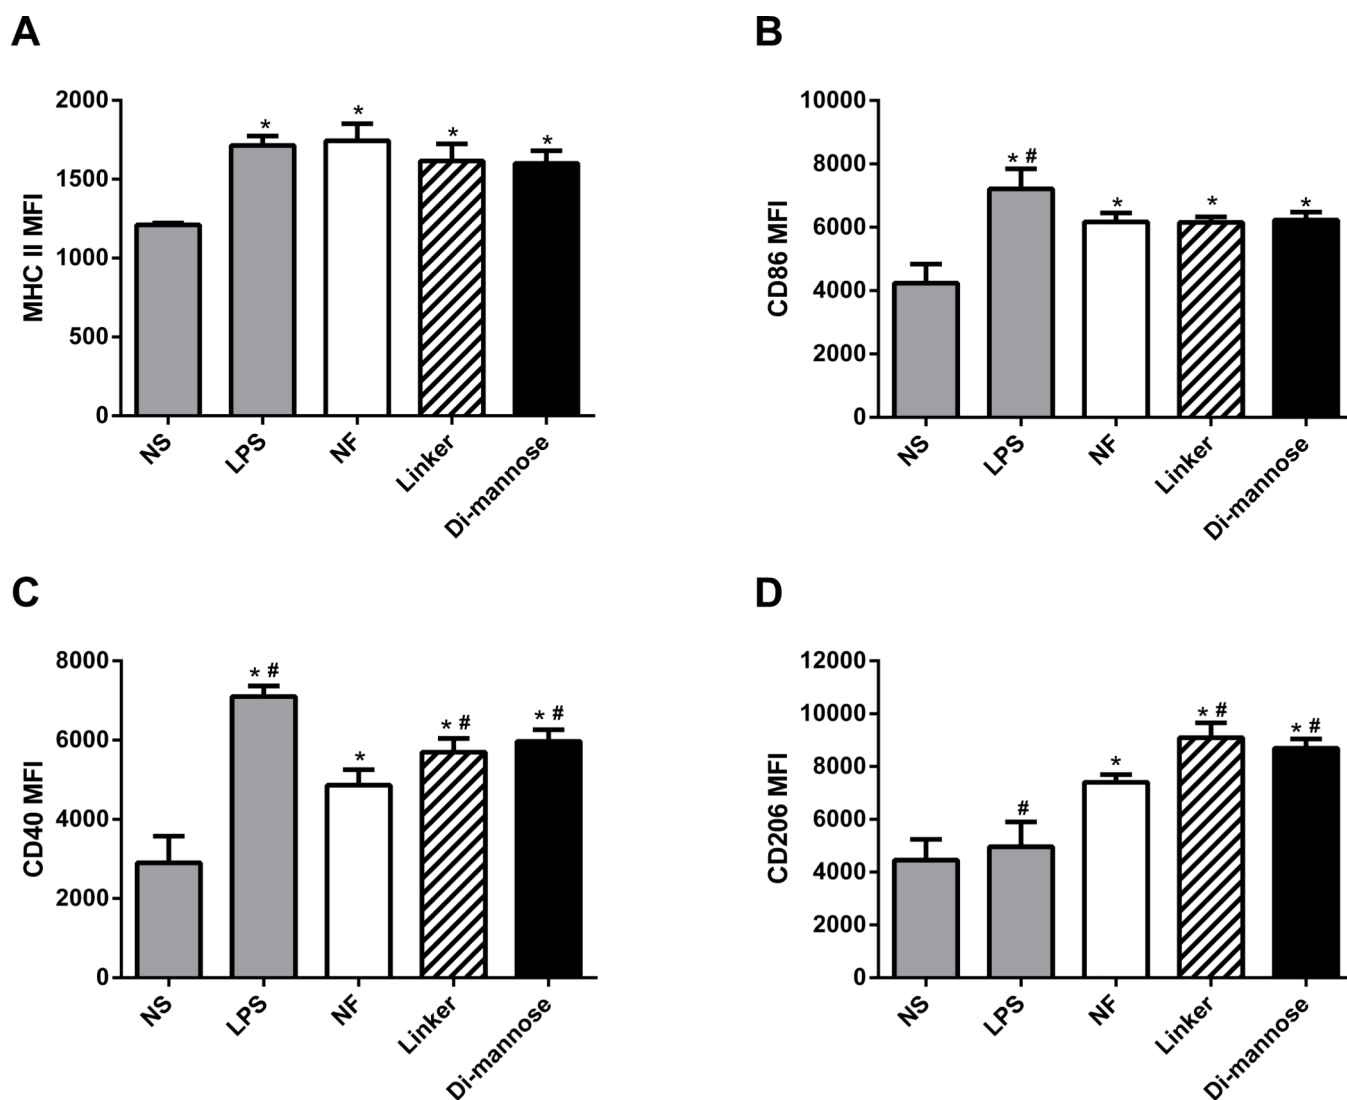 A
MHC II MFI
2000
1500
1000
500
0
*
*
*
*
NS
LPS
NF
Linker
Di-mannose
B
CD86 MFI
10000
8000
6000
4000
2000
0
* #
*
*
*
NS
LPS
NF
Linker
Di-mannose
C
CD40 MFI
8000
6000
4000
2000
0
* #
*
* #
* #
NS
LPS
NF
Linker
Di-mannose
D
CD206 MFI
12000
10000
8000
6000
4000
2000
0
#
*
* #
* #
NS
LPS
NF
Linker
Di-mannose